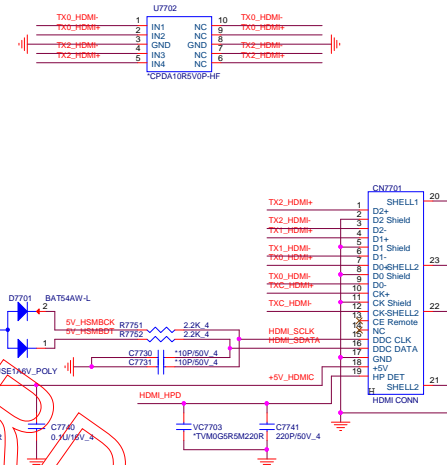 U7702
TX0_HDMI- 1 IN1 NC 10 TX0_HDMI-
TX0_HDMI+ 2 IN2 NC 9 TX0_HDMI+
3 GND GND 8
TX2_HDMI- 4 IN3 NC 7 TX2_HDMI-
TX2_HDMI+ 5 IN4 NC 6 TX2_HDMI+
*CPDA10R5V0P-HF
CN7701
SHELL1 20
TX2_HDMI+ 1 D2+
2 D2 Shield
TX2_HDMI- 3 D2-
TX1_HDMI+ 4 D1+
5 D1 Shield
TX1_HDMI- 6 D1-
TX0_HDMI+ 7 D0+ SHELL2 23
8 D0 Shield
TX0_HDMI- 9 D0-
TXC_HDMI+ 10 CK+
11 CK Shield
TXC_HDMI- 12 CK- SHELL2 22
13 CE Remote
14 NC
HDMI_SCLK 15 DDC CLK
HDMI_SDATA 16 DDC DATA
17 GND
+5V_HDMIC 18 +5V
19 HP DET
SHELL2 21
HDMI CONN
D7701 BAT54AW-L
2
1
5V_HSMBCK R7751 2.2K_4
5V_HSMBDT R7752 2.2K_4
C7730 *10P/50V_4
C7731 *10P/50V_4
SE1A6V_POLY
HDMI_HPD
C7740
0.1U/16V_4
VC7703
*TVM0G5R5M220R
C7741
220P/50V_4